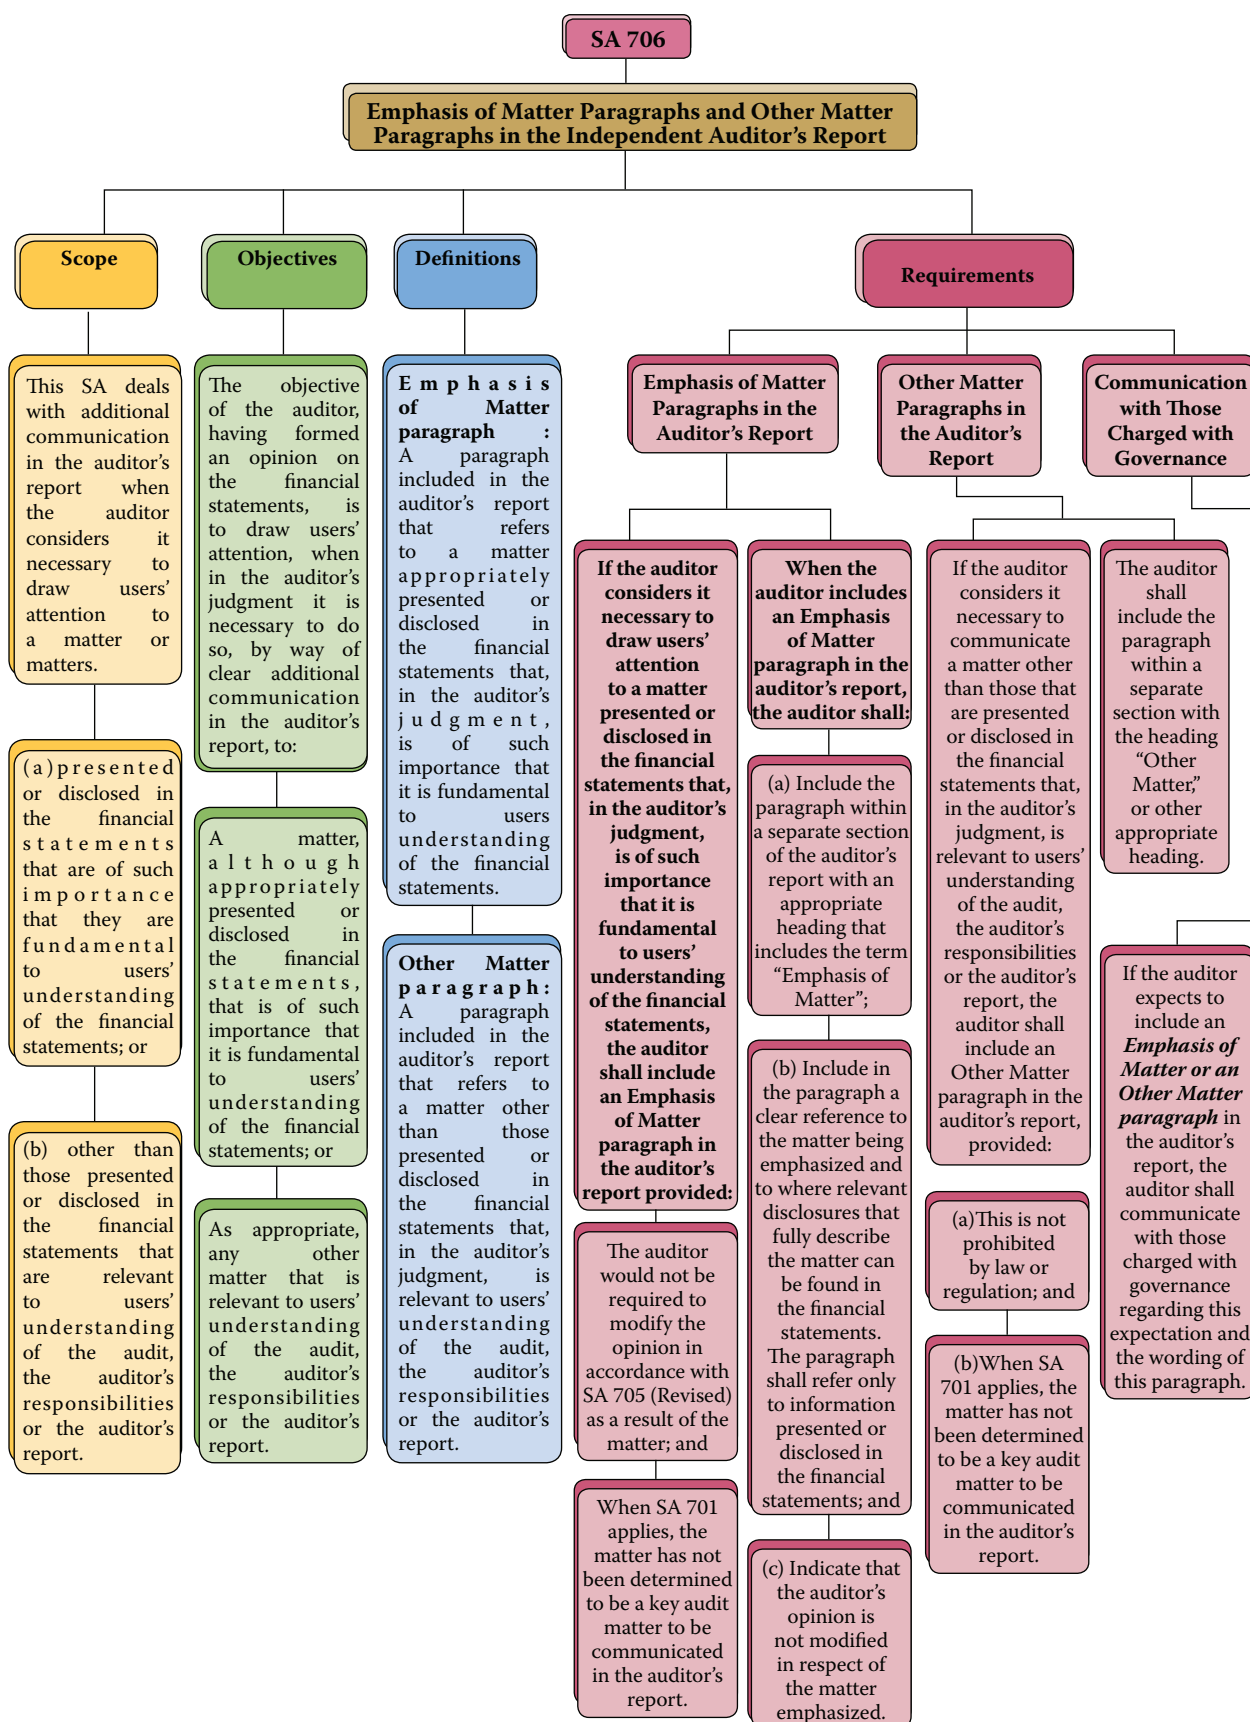 SA 706
Emphasis of Matter Paragraphs and Other Matter
Paragraphs in the Independent Auditor’s Report
Scope
This SA deals
with additional
communication
in the auditor’s
report when
the auditor
considers it
necessary to
draw users’
attention to
a matter or
matters.
(a) presented
or disclosed in
the financial
statements
that are of such
importance
that they are
fundamental
to users’
understanding
of the financial
statements; or
(b) other than
those presented
or disclosed in
the financial
statements that
are relevant
to users’
understanding
of the audit,
the auditor’s
responsibilities
or the auditor’s
report.
Objectives
The objective
of the auditor,
having formed
an opinion on
the financial
statements, is
to draw users’
attention, when
in the auditor’s
judgment it is
necessary to do
so, by way of
clear additional
communication
in the auditor’s
report, to:
A matter,
although
appropriately
presented or
disclosed in
the financial
statements,
that is of such
importance that
it is fundamental
to users’
understanding
of the financial
statements; or
As appropriate,
any other
matter that is
relevant to users’
understanding
of the audit,
the auditor’s
responsibilities
or the auditor’s
report.
Definitions
Emphasis
of Matter
paragraph :
A paragraph
included in the
auditor’s report
that refers
to a matter
appropriately
presented or
disclosed in
the financial
statements that,
in the auditor’s
judgment,
is of such
importance that
it is fundamental
to users
understanding
of the financial
statements.
Other Matter
paragraph:
A paragraph
included in the
auditor’s report
that refers to
a matter other
than those
presented or
disclosed in
the financial
statements that,
in the auditor’s
judgment, is
relevant to users’
understanding
of the audit,
the auditor’s
responsibilities
or the auditor’s
report.
Requirements
Emphasis of Matter
Paragraphs in the
Auditor’s Report
If the auditor
considers it
necessary to
draw users’
attention
to a matter
presented or
disclosed in
the financial
statements that,
in the auditor’s
judgment,
is of such
importance
that it is
fundamental
to users’
understanding
of the financial
statements,
the auditor
shall include
an Emphasis
of Matter
paragraph in
the auditor’s
report provided:
The auditor
would not be
required to
modify the
opinion in
accordance with
SA 705 (Revised)
as a result of the
matter; and
When SA 701
applies, the
matter has not
been determined
to be a key audit
matter to be
communicated
in the auditor’s
report.
When the
auditor includes
an Emphasis
of Matter
paragraph in the
auditor’s report,
the auditor shall:
(a) Include the
paragraph within
a separate section
of the auditor’s
report with an
appropriate
heading that
includes the term
“Emphasis of
Matter”;
(b) Include in
the paragraph a
clear reference to
the matter being
emphasized and
to where relevant
disclosures that
fully describe
the matter can
be found in
the financial
statements.
The paragraph
shall refer only
to information
presented or
disclosed in
the financial
statements; and
(c) Indicate that
the auditor’s
opinion is
not modified
in respect of
the matter
emphasized.
Other Matter
Paragraphs in
the Auditor’s
Report
If the auditor
considers it
necessary to
communicate
a matter other
than those that
are presented
or disclosed in
the financial
statements that,
in the auditor’s
judgment, is
relevant to users’
understanding
of the audit,
the auditor’s
responsibilities
or the auditor’s
report, the
auditor shall
include an
Other Matter
paragraph in the
auditor’s report,
provided:
(a)This is not
prohibited
by law or
regulation; and
(b)When SA
701 applies, the
matter has not
been determined
to be a key audit
matter to be
communicated
in the auditor’s
report.
The auditor
shall
include the
paragraph
within a
separate
section with
the heading
“Other
Matter,”
or other
appropriate
heading.
Communication
with Those
Charged with
Governance
If the auditor
expects to
include an
Emphasis of
Matter or an
Other Matter
paragraph in
the auditor’s
report, the
auditor shall
communicate
with those
charged with
governance
regarding this
expectation and
the wording of
this paragraph.